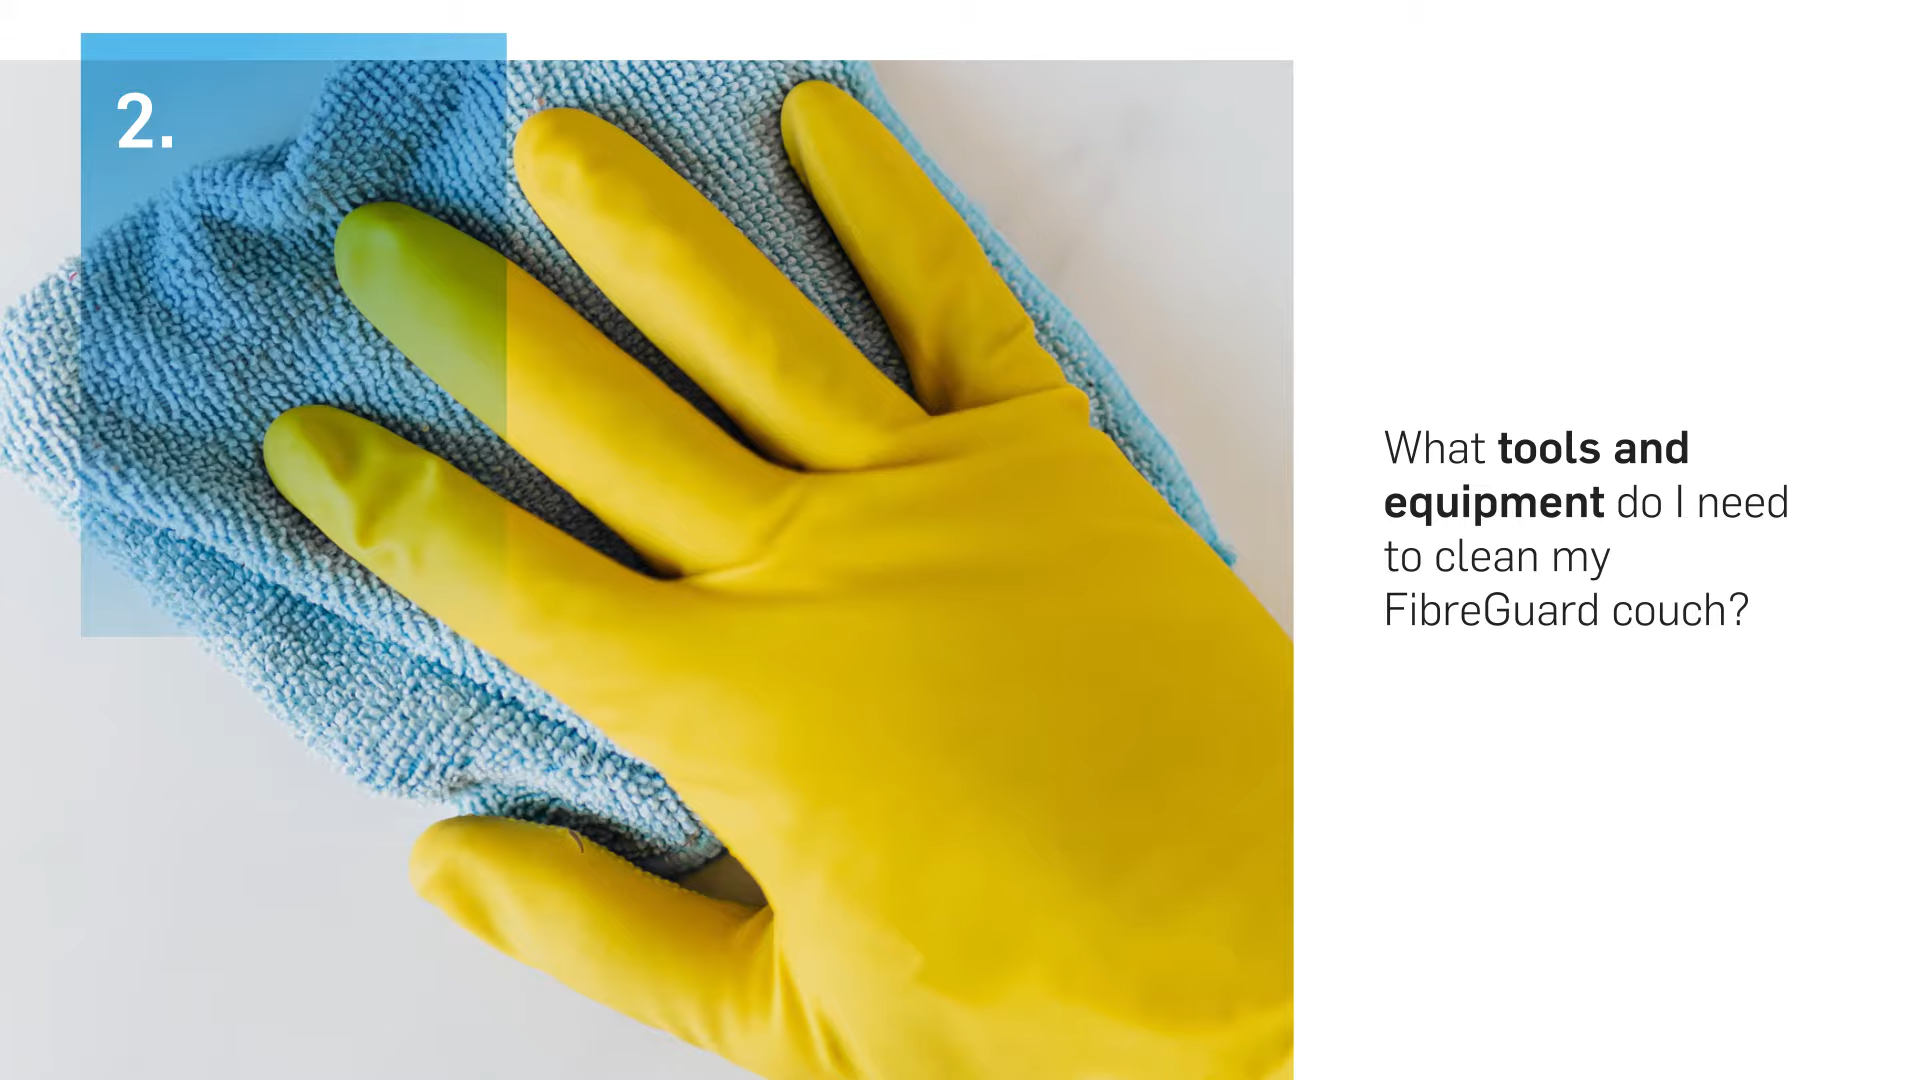 2.
What tools and
equipment do I need
to clean my
FibreGuard couch?